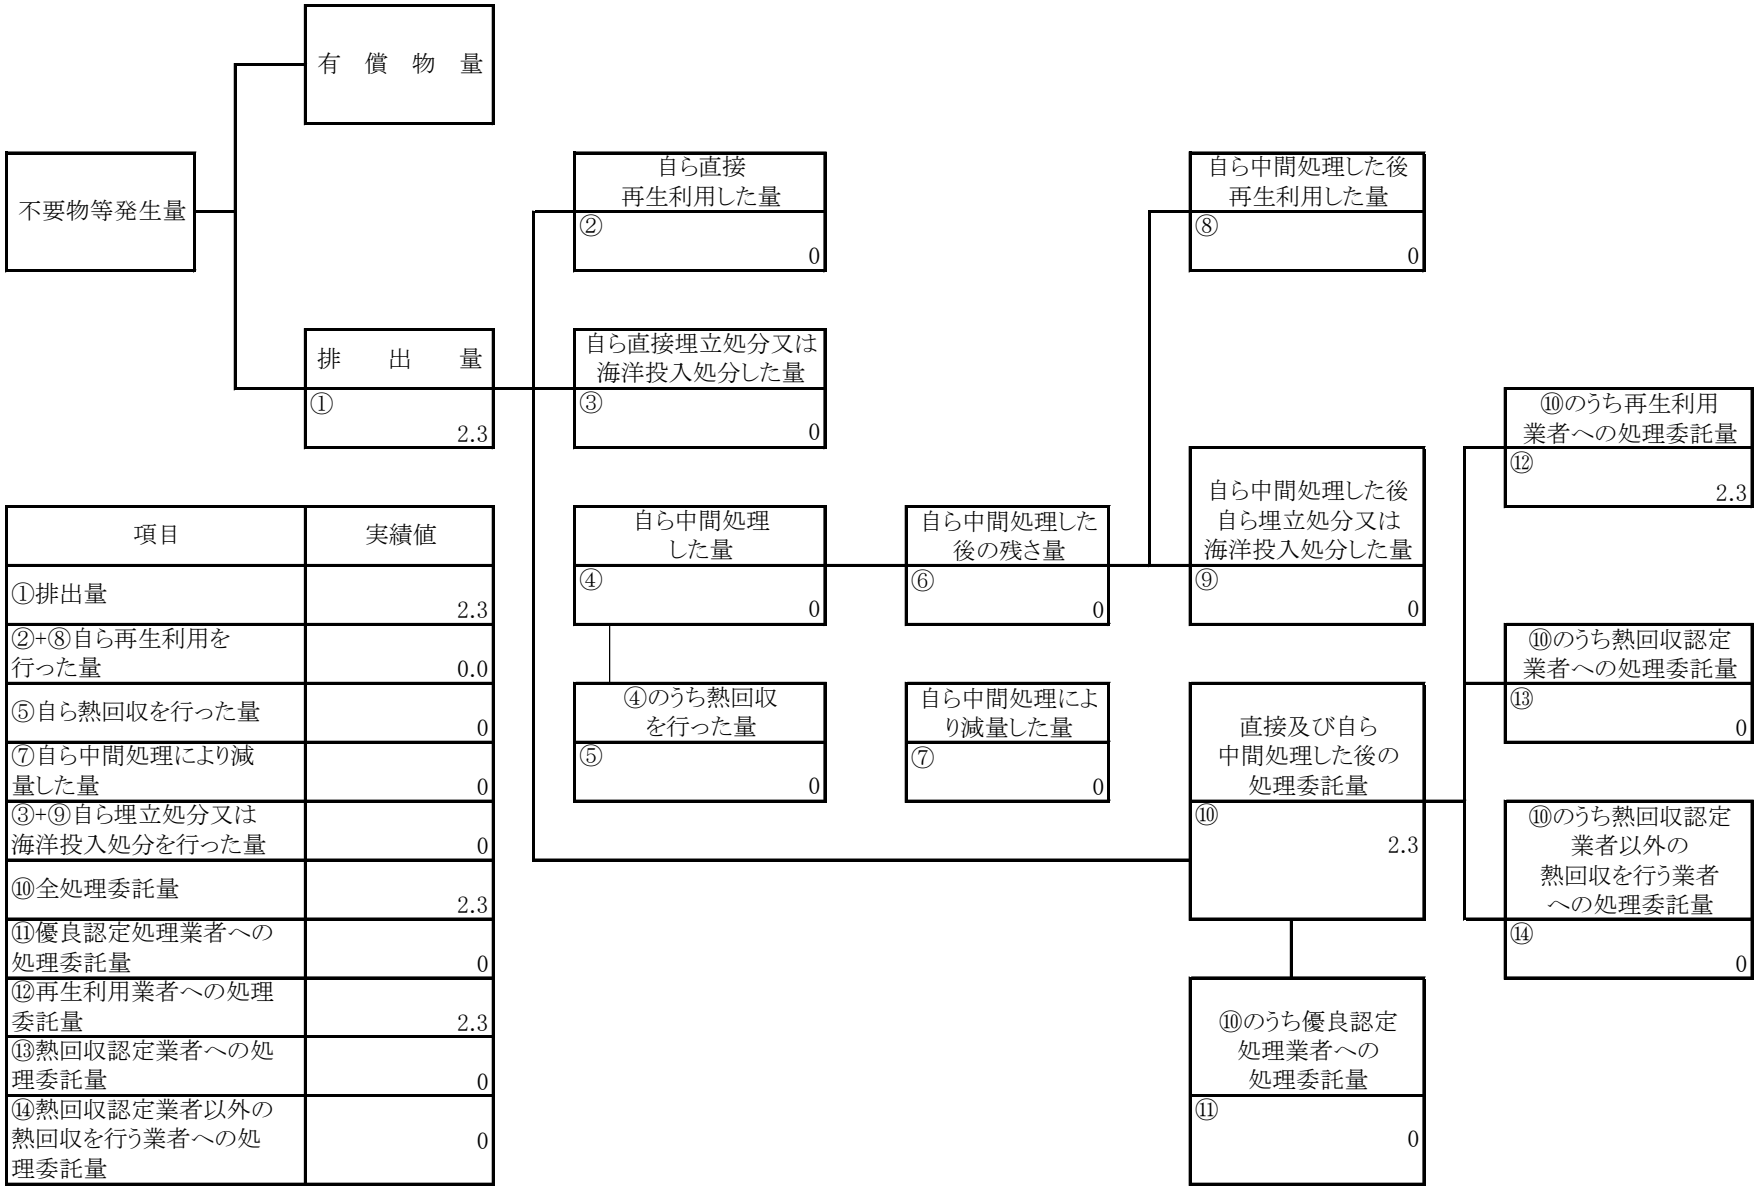 有 償 物 量
不要物等発生量
自ら直接
再生利用した量
②
0
自ら中間処理した後
再生利用した量
⑧
0
排 出 量
①
2.3
自ら直接埋立処分又は
海洋投入処分した量
③
0
⑩のうち再生利用
業者への処理委託量
⑫
2.3
自ら中間処理
した量
④
0
自ら中間処理した
後の残さ量
⑥
0
自ら中間処理した後
自ら埋立処分又は
海洋投入処分した量
⑨
0
⑩のうち熱回収認定
業者への処理委託量
⑬
0
④のうち熱回収
を行った量
⑤
0
自ら中間処理によ
り減量した量
⑦
0
直接及び自ら
中間処理した後の
処理委託量
⑩
2.3
⑩のうち熱回収認定
業者以外の
熱回収を行う業者
への処理委託量
⑭
0
⑩のうち優良認定
処理業者への
処理委託量
⑪
0
項目 実績値
①排出量
2.3
②+⑧自ら再生利用を
行った量 0.0
⑤自ら熱回収を行った量
0
⑦自ら中間処理により減
量した量 0
③+⑨自ら埋立処分又は
海洋投入処分を行った量 0
⑩全処理委託量
2.3
⑪優良認定処理業者への
処理委託量 0
⑫再生利用業者への処理
委託量 2.3
⑬熱回収認定業者への処
理委託量 0
⑭熱回収認定業者以外の
熱回収を行う業者への処 0
理委託量